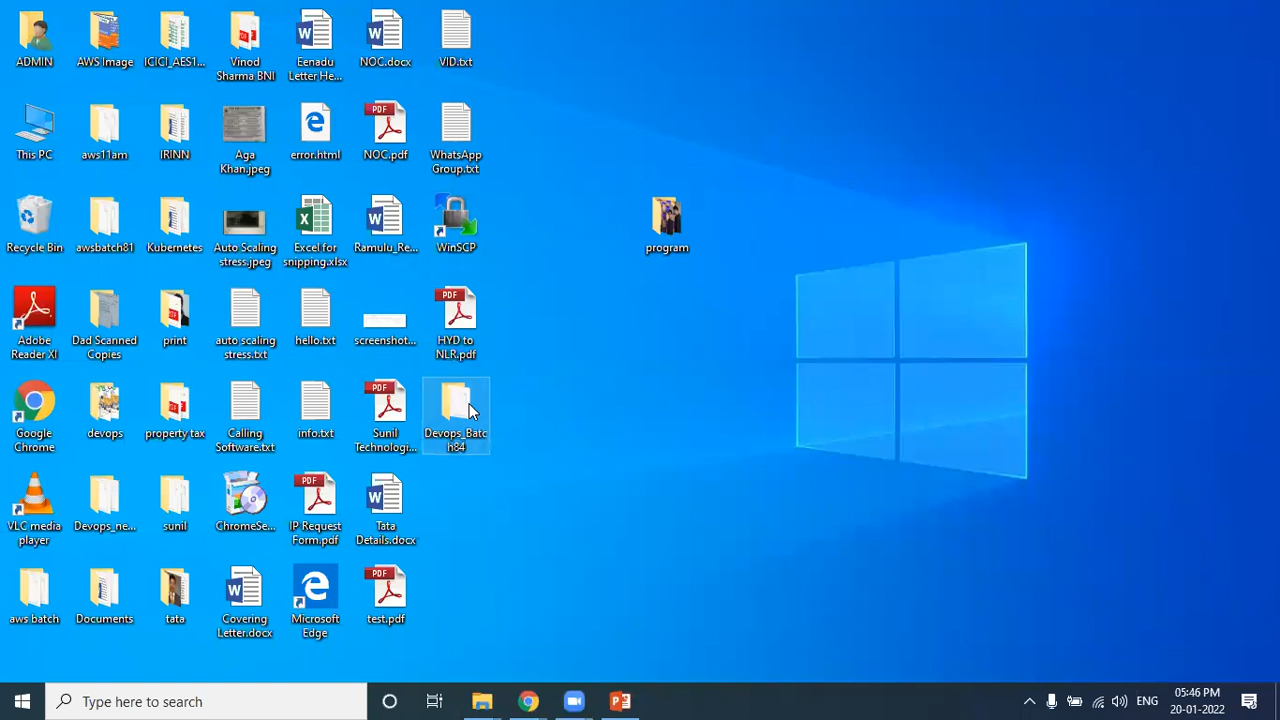 ADMIN
AWS Image
ICICI_AES1...
Vinod
Sharma BNI
Eenadu
Letter He...
NOC.docx
VID.txt
This PC
aws11am
IRINN
Aga
Khan.jpeg
error.html
PDF
NOC.pdf
WhatsApp
Group.txt
Recycle Bin
awsbatch81
Kubernetes
Auto Scaling
stress.jpeg
Excel for
snipping.xlsx
Ramulu_Re...
WinSCP
program
Adobe
Reader XI
Dad Scanned
Copies
print
auto scaling
stress.txt
hello.txt
screenshot...
PDF
HYD to
NLR.pdf
Google
Chrome
devops
property tax
Calling
Software.txt
info.txt
PDF
Sunil
Technologi...
Devops_Batc
h84
VLC media
player
Devops_ne...
sunil
ChromeSe...
PDF
IP Request
Form.pdf
Tata
Details.docx
aws batch
Documents
tata
Covering
Letter.docx
Microsoft
Edge
PDF
test.pdf
Type here to search
ENG
05:46 PM
20-01-2022